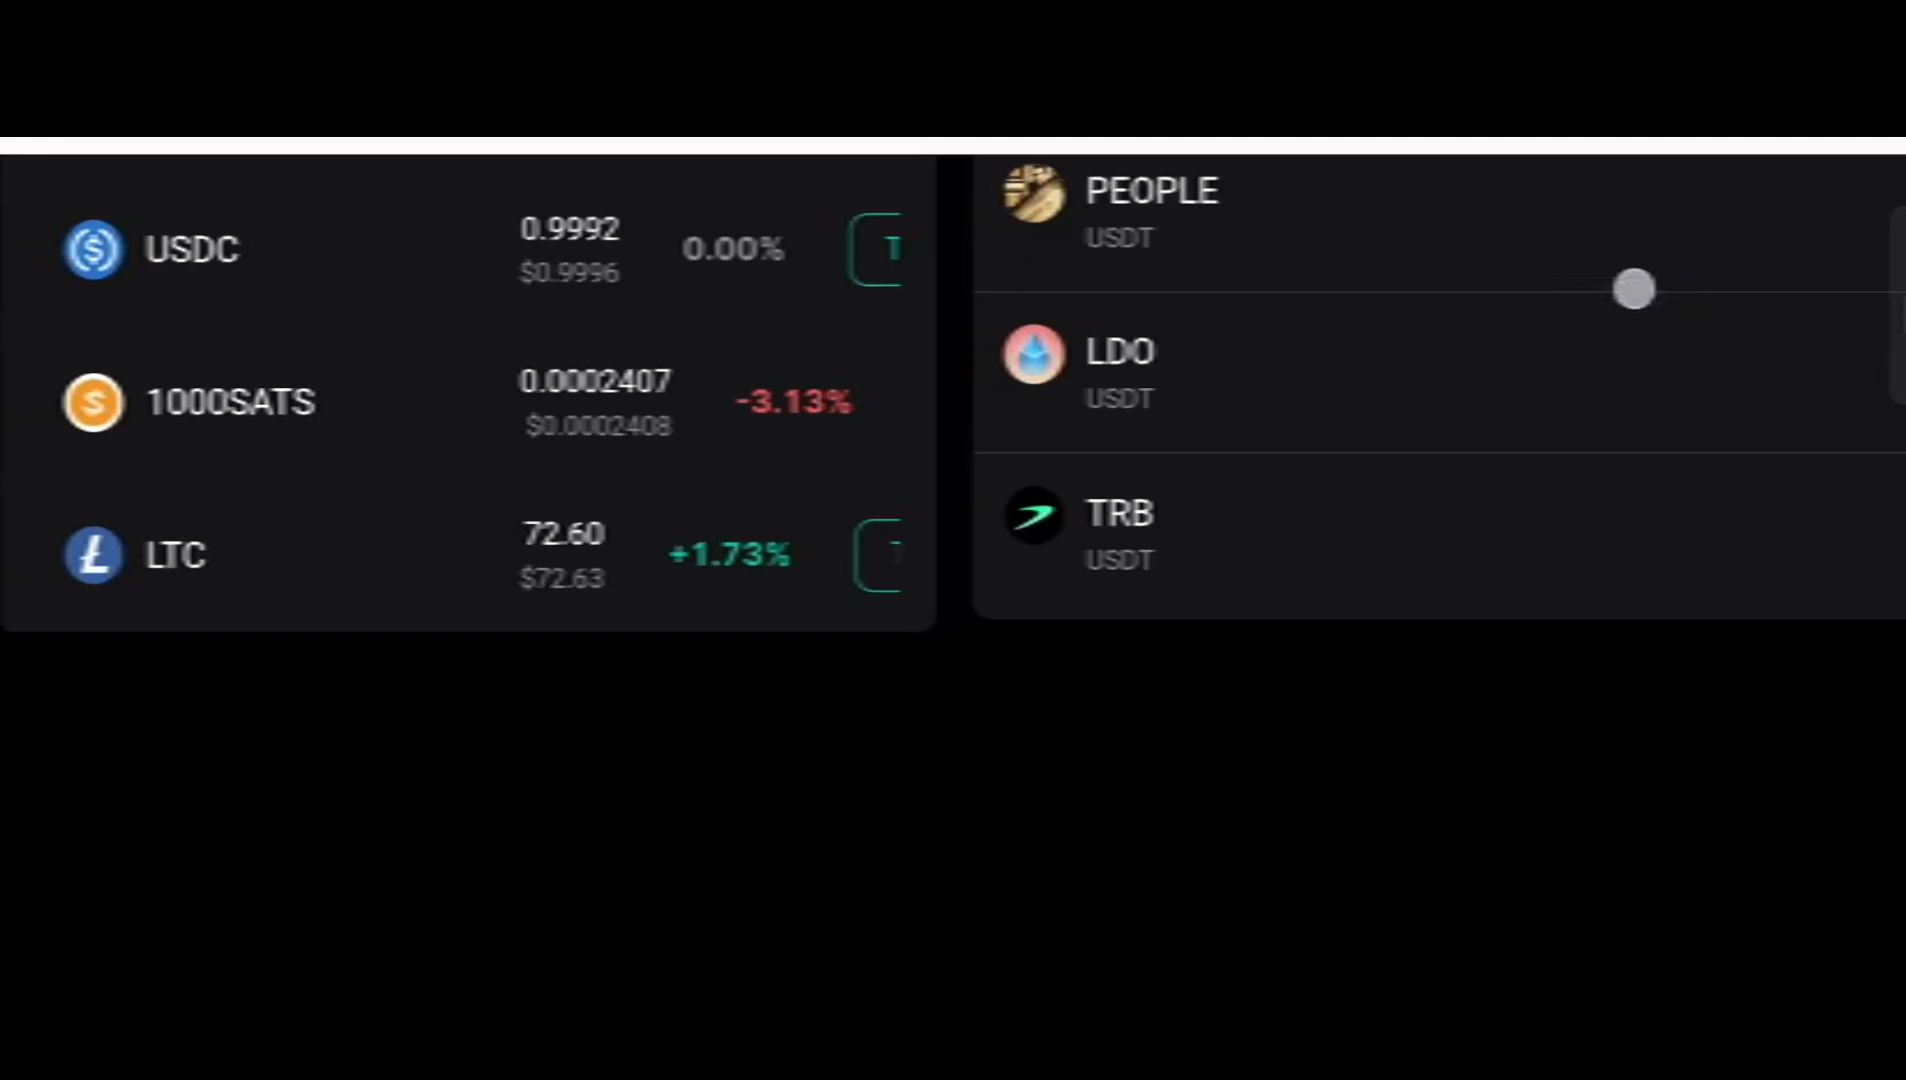 USDC
0.9992
$0.9996
0.00%
T
1000SATS
0.0002407
$0.0002408
-3.13%
LTC
72.60
$72.63
+1.73%
PEOPLE
USDT
LDO
USDT
TRB
USDT